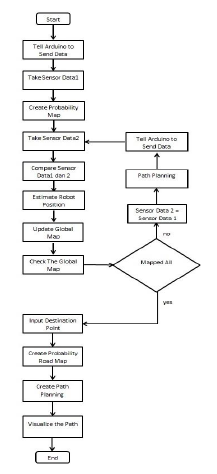 Start
Tell Arduino to
Send Data
Take Sensor Data1
Create Probability
Map
Take Sensor Data2
Compare Sensor
Data1 dan 2
Estimate Robot
Position
Update Global
Map
Check The Global
Map
Tell Arduino to
Send Data
Path Planning
Sensor Data 2 =
Sensor Data 1
no
Mapped All
yes
Input Destination
Point
Create Probability
Road Map
Create Path
Planning
Visualize the Path
End